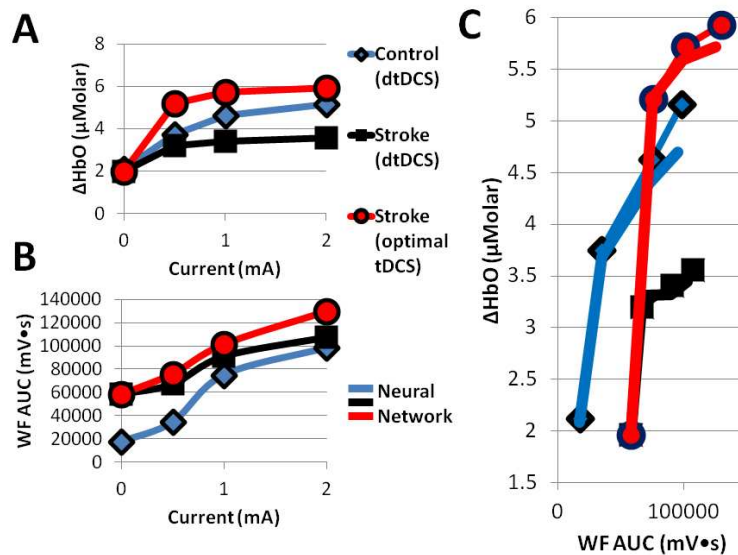 A
8
6
4
2
0
ΔHbO (μMolar)
0
1
2
Current (mA)
Control
(dtDCS)
Stroke
(dtDCS)
Stroke
(optimal
tDCS)
B
140000
120000
100000
80000
60000
40000
20000
0
WF AUC (mV•s)
0
1
2
Current (mA)
Neural
Network
C
6
5.5
5
4.5
4
3.5
3
2.5
2
1.5
ΔHbO (μMolar)
0
100000
WF AUC (mV•s)